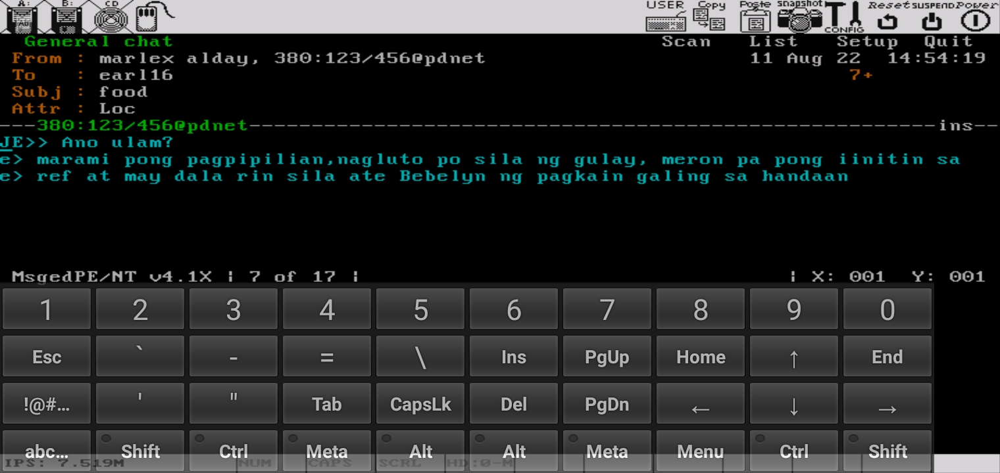 A: B: CD USER Copy Paste snapshot CONFIG Reset SUSPEND Power
General chat Scan List Setup Quit
From : marlex alday, 380:123/456@pdnet 11 Aug 22 14:54:19
To : earl16 7+
Subj : food
Attr : Loc
---380:123/456@pdnet--------------------------------------------------------------ins--
JE>> Ano ulam?
e> marami pong pagpipilian,nagluto po sila ng gulay, meron pa pong iinitin sa
e> ref at may dala rin sila ate Bebelyn ng pagkain galing sa handaan
MsgedPE/NT v4.1X | 7 of 17 | | X: 001 Y: 001
1 2 3 4 5 6 7 8 9 0
Esc ` - = \ Ins PgUp Home ↑ End
!@#... ' " Tab CapsLk Del PgDn ← ↓ →
abc... Shift Ctrl Meta Alt Alt Meta Menu Ctrl Shift
IPS: 7.519M NUM CAPS SCRL HD:0-M